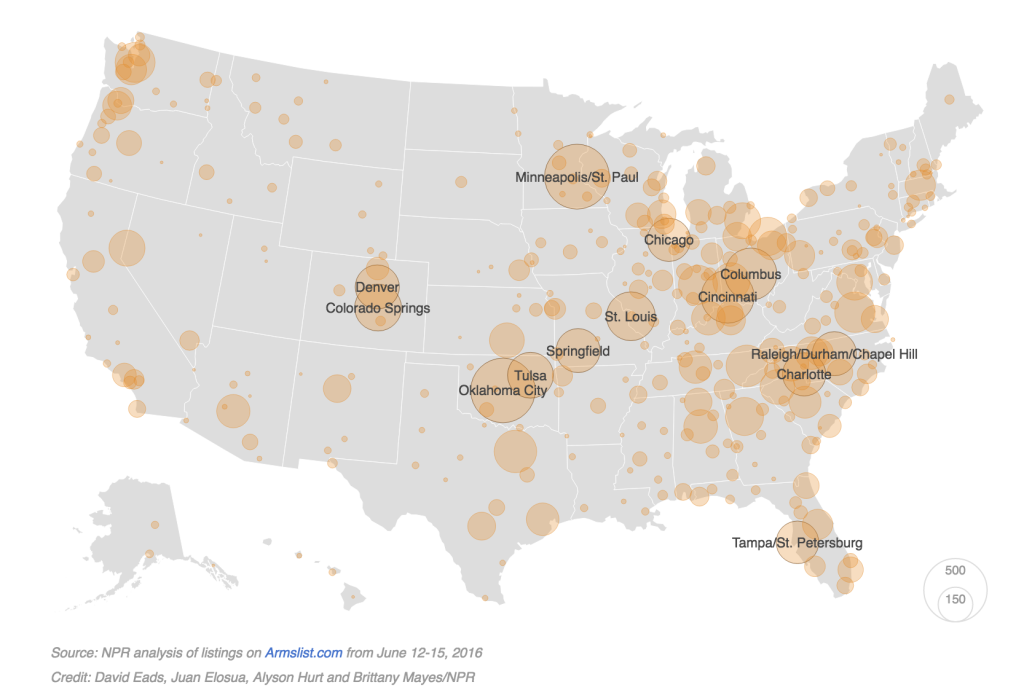 Minneapolis/St. Paul
Chicago
Columbus
Denver
Cincinnati
Colorado Springs
St. Louis
Springfield
Raleigh/Durham/Chapel Hill
Tulsa
Charlotte
Oklahoma City
Tampa/St. Petersburg
500
150
Source: NPR analysis of listings on Armslist.com from June 12-15, 2016
Credit: David Eads, Juan Elosua, Alyson Hurt and Brittany Mayes/NPR